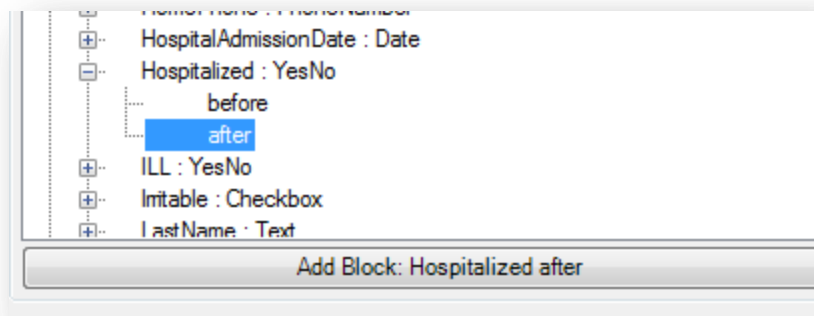 HospitalAdmissionDate : Date
Hospitalized : YesNo
before
after
ILL : YesNo
Irritable : Checkbox
LastName : Text
Add Block: Hospitalized after